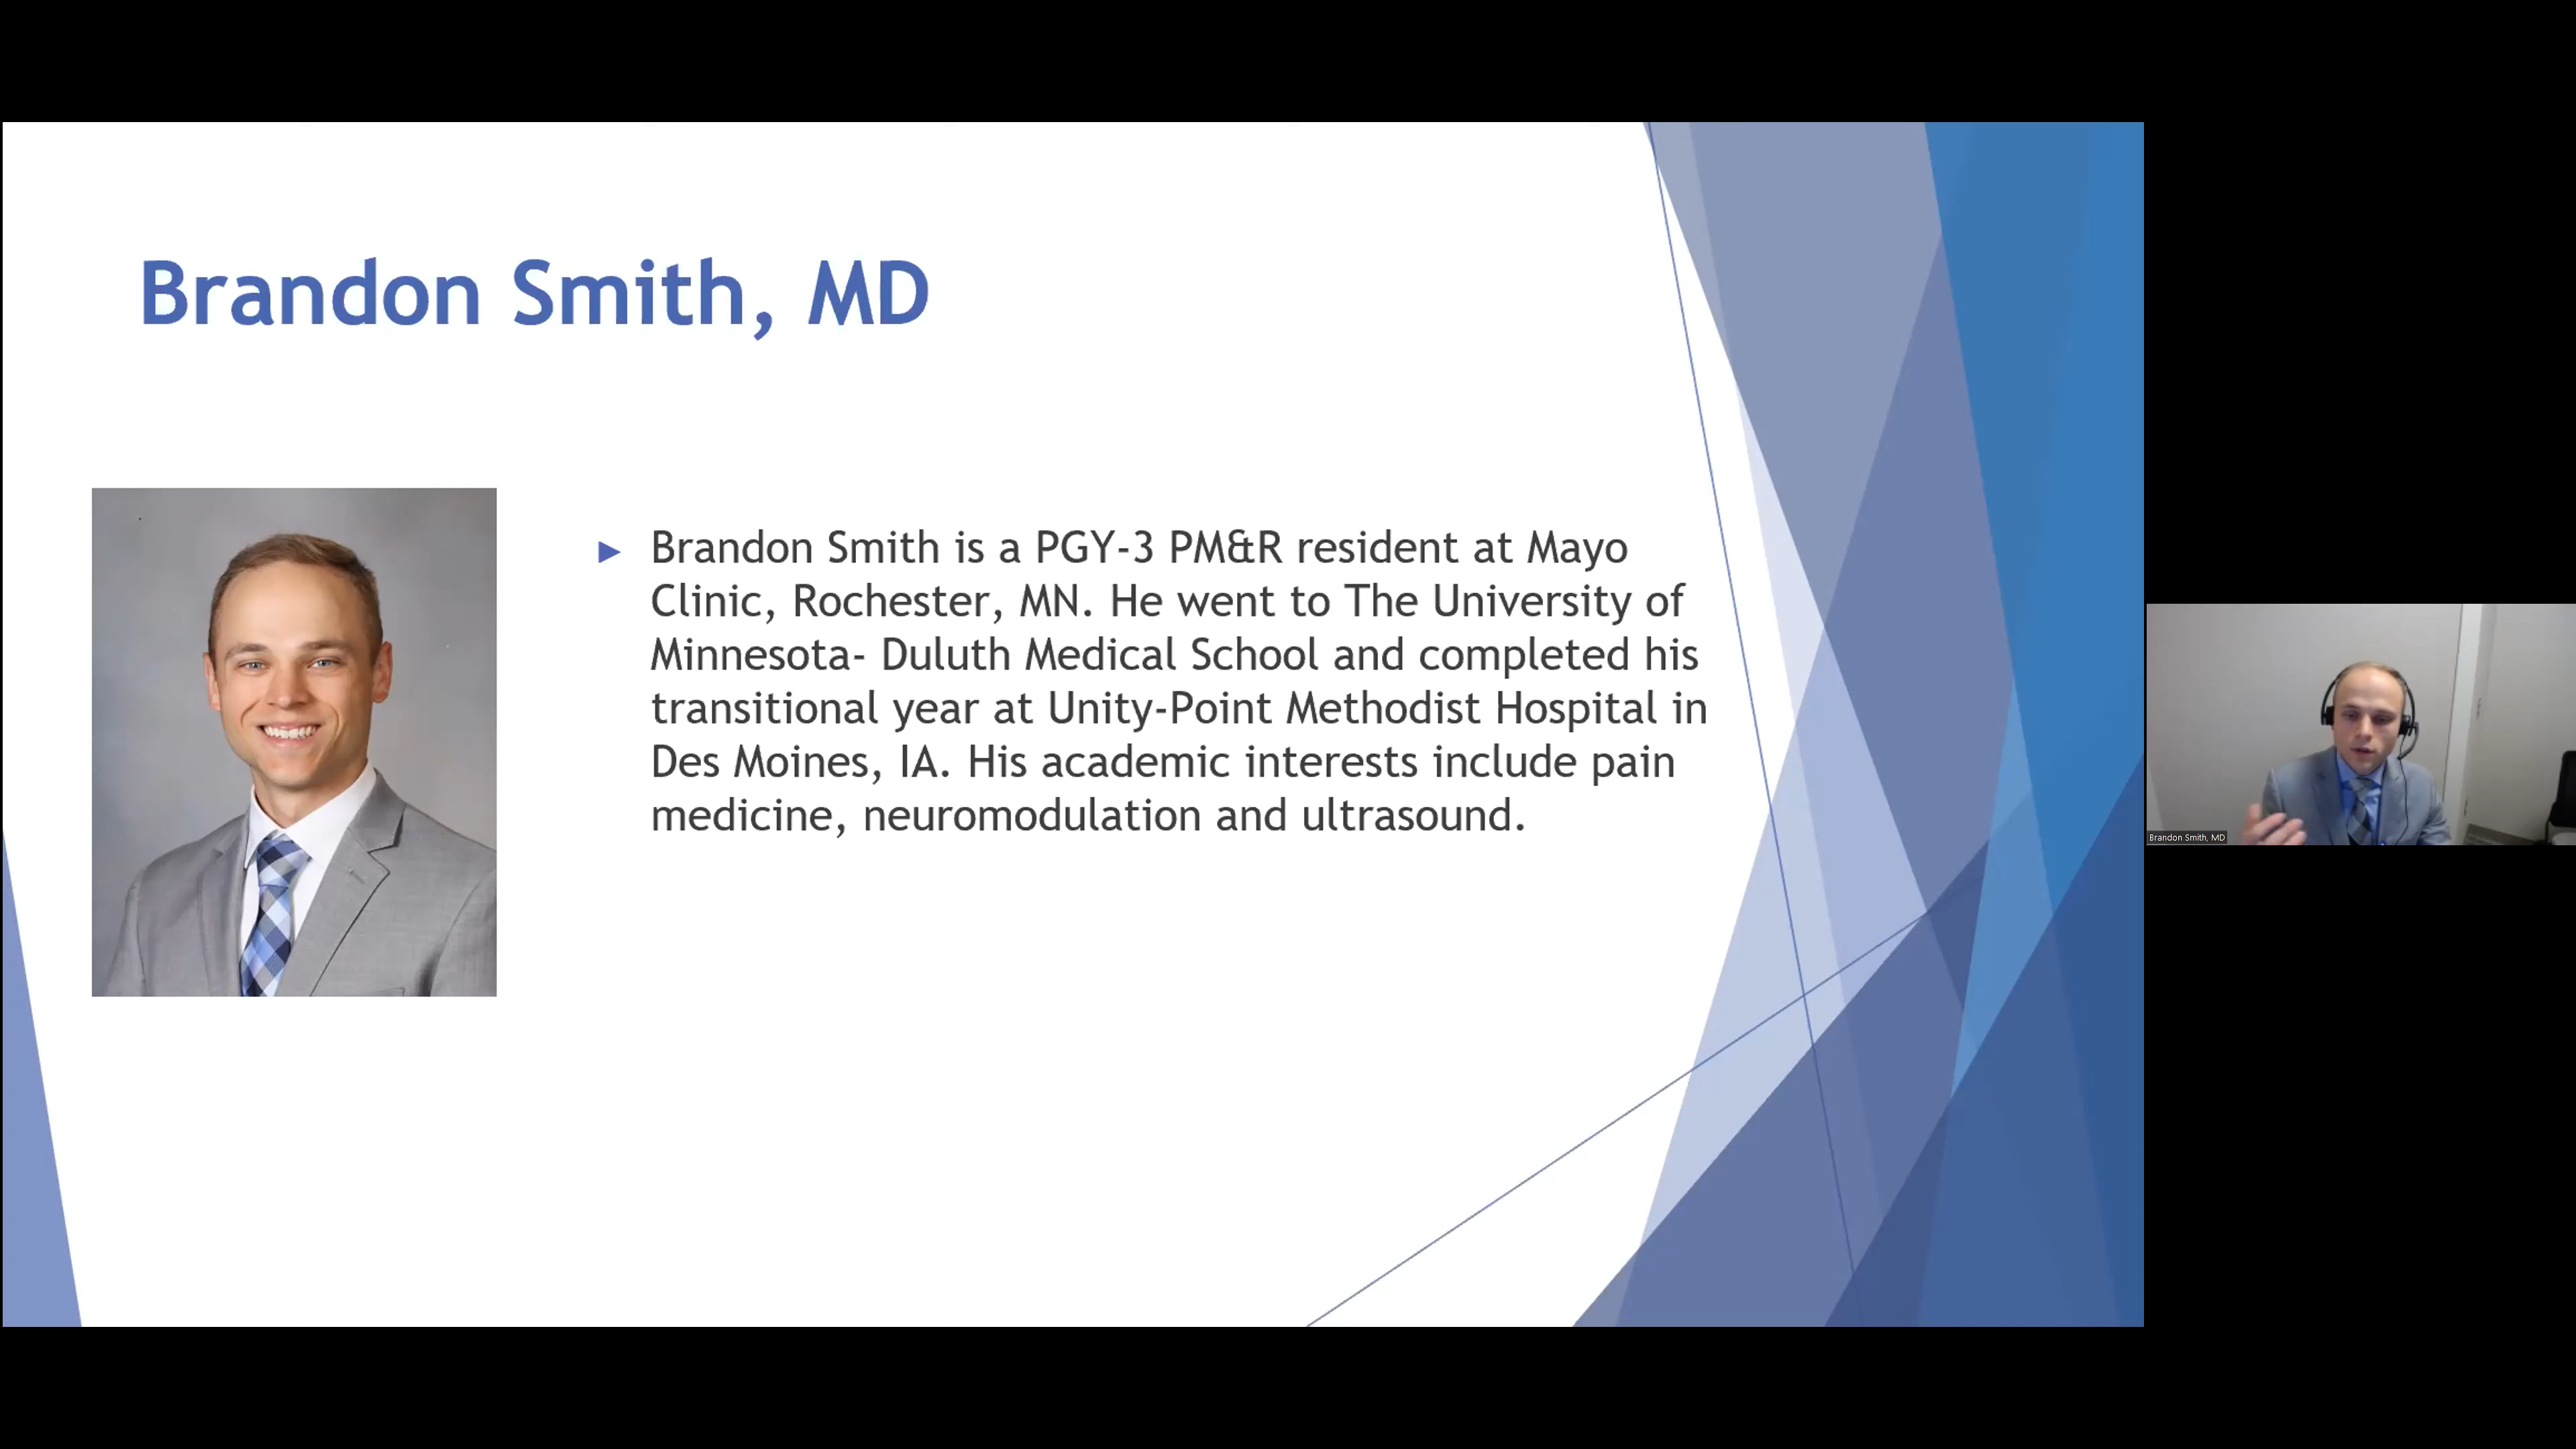 Brandon Smith, MD
Brandon Smith is a PGY-3 PM&R resident at Mayo
Clinic, Rochester, MN. He went to The University of
Minnesota- Duluth Medical School and completed his
transitional year at Unity-Point Methodist Hospital in
Des Moines, IA. His academic interests include pain
medicine, neuromodulation and ultrasound.
Brandon Smith, MD